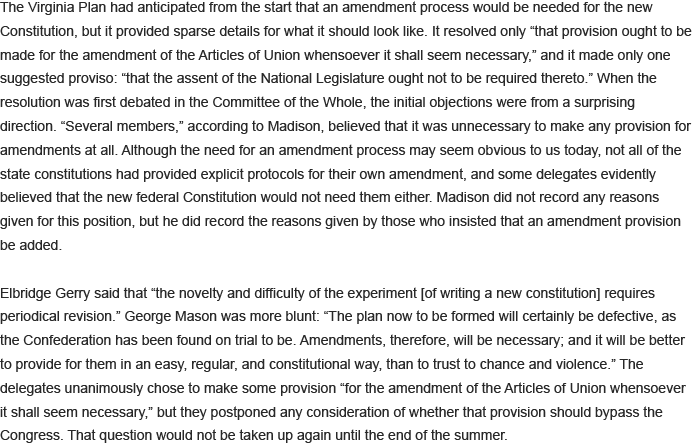 The Virginia Plan had anticipated from the start that an amendment process would be needed for the new
Constitution, but it provided sparse details for what it should look like. It resolved only “that provision ought to be
made for the amendment of the Articles of Union whensoever it shall seem necessary,” and it made only one
suggested proviso: “that the assent of the National Legislature ought not to be required thereto.” When the
resolution was first debated in the Committee of the Whole, the initial objections were from a surprising
direction. “Several members,” according to Madison, believed that it was unnecessary to make any provision for
amendments at all. Although the need for an amendment process may seem obvious to us today, not all of the
state constitutions had provided explicit protocols for their own amendment, and some delegates evidently
believed that the new federal Constitution would not need them either. Madison did not record any reasons
given for this position, but he did record the reasons given by those who insisted that an amendment provision
be added.

Elbridge Gerry said that “the novelty and difficulty of the experiment [of writing a new constitution] requires
periodical revision.” George Mason was more blunt: “The plan now to be formed will certainly be defective, as
the Confederation has been found on trial to be. Amendments, therefore, will be necessary; and it will be better
to provide for them in an easy, regular, and constitutional way, than to trust to chance and violence.” The
delegates unanimously chose to make some provision “for the amendment of the Articles of Union whensoever
it shall seem necessary,” but they postponed any consideration of whether that provision should bypass the
Congress. That question would not be taken up again until the end of the summer.